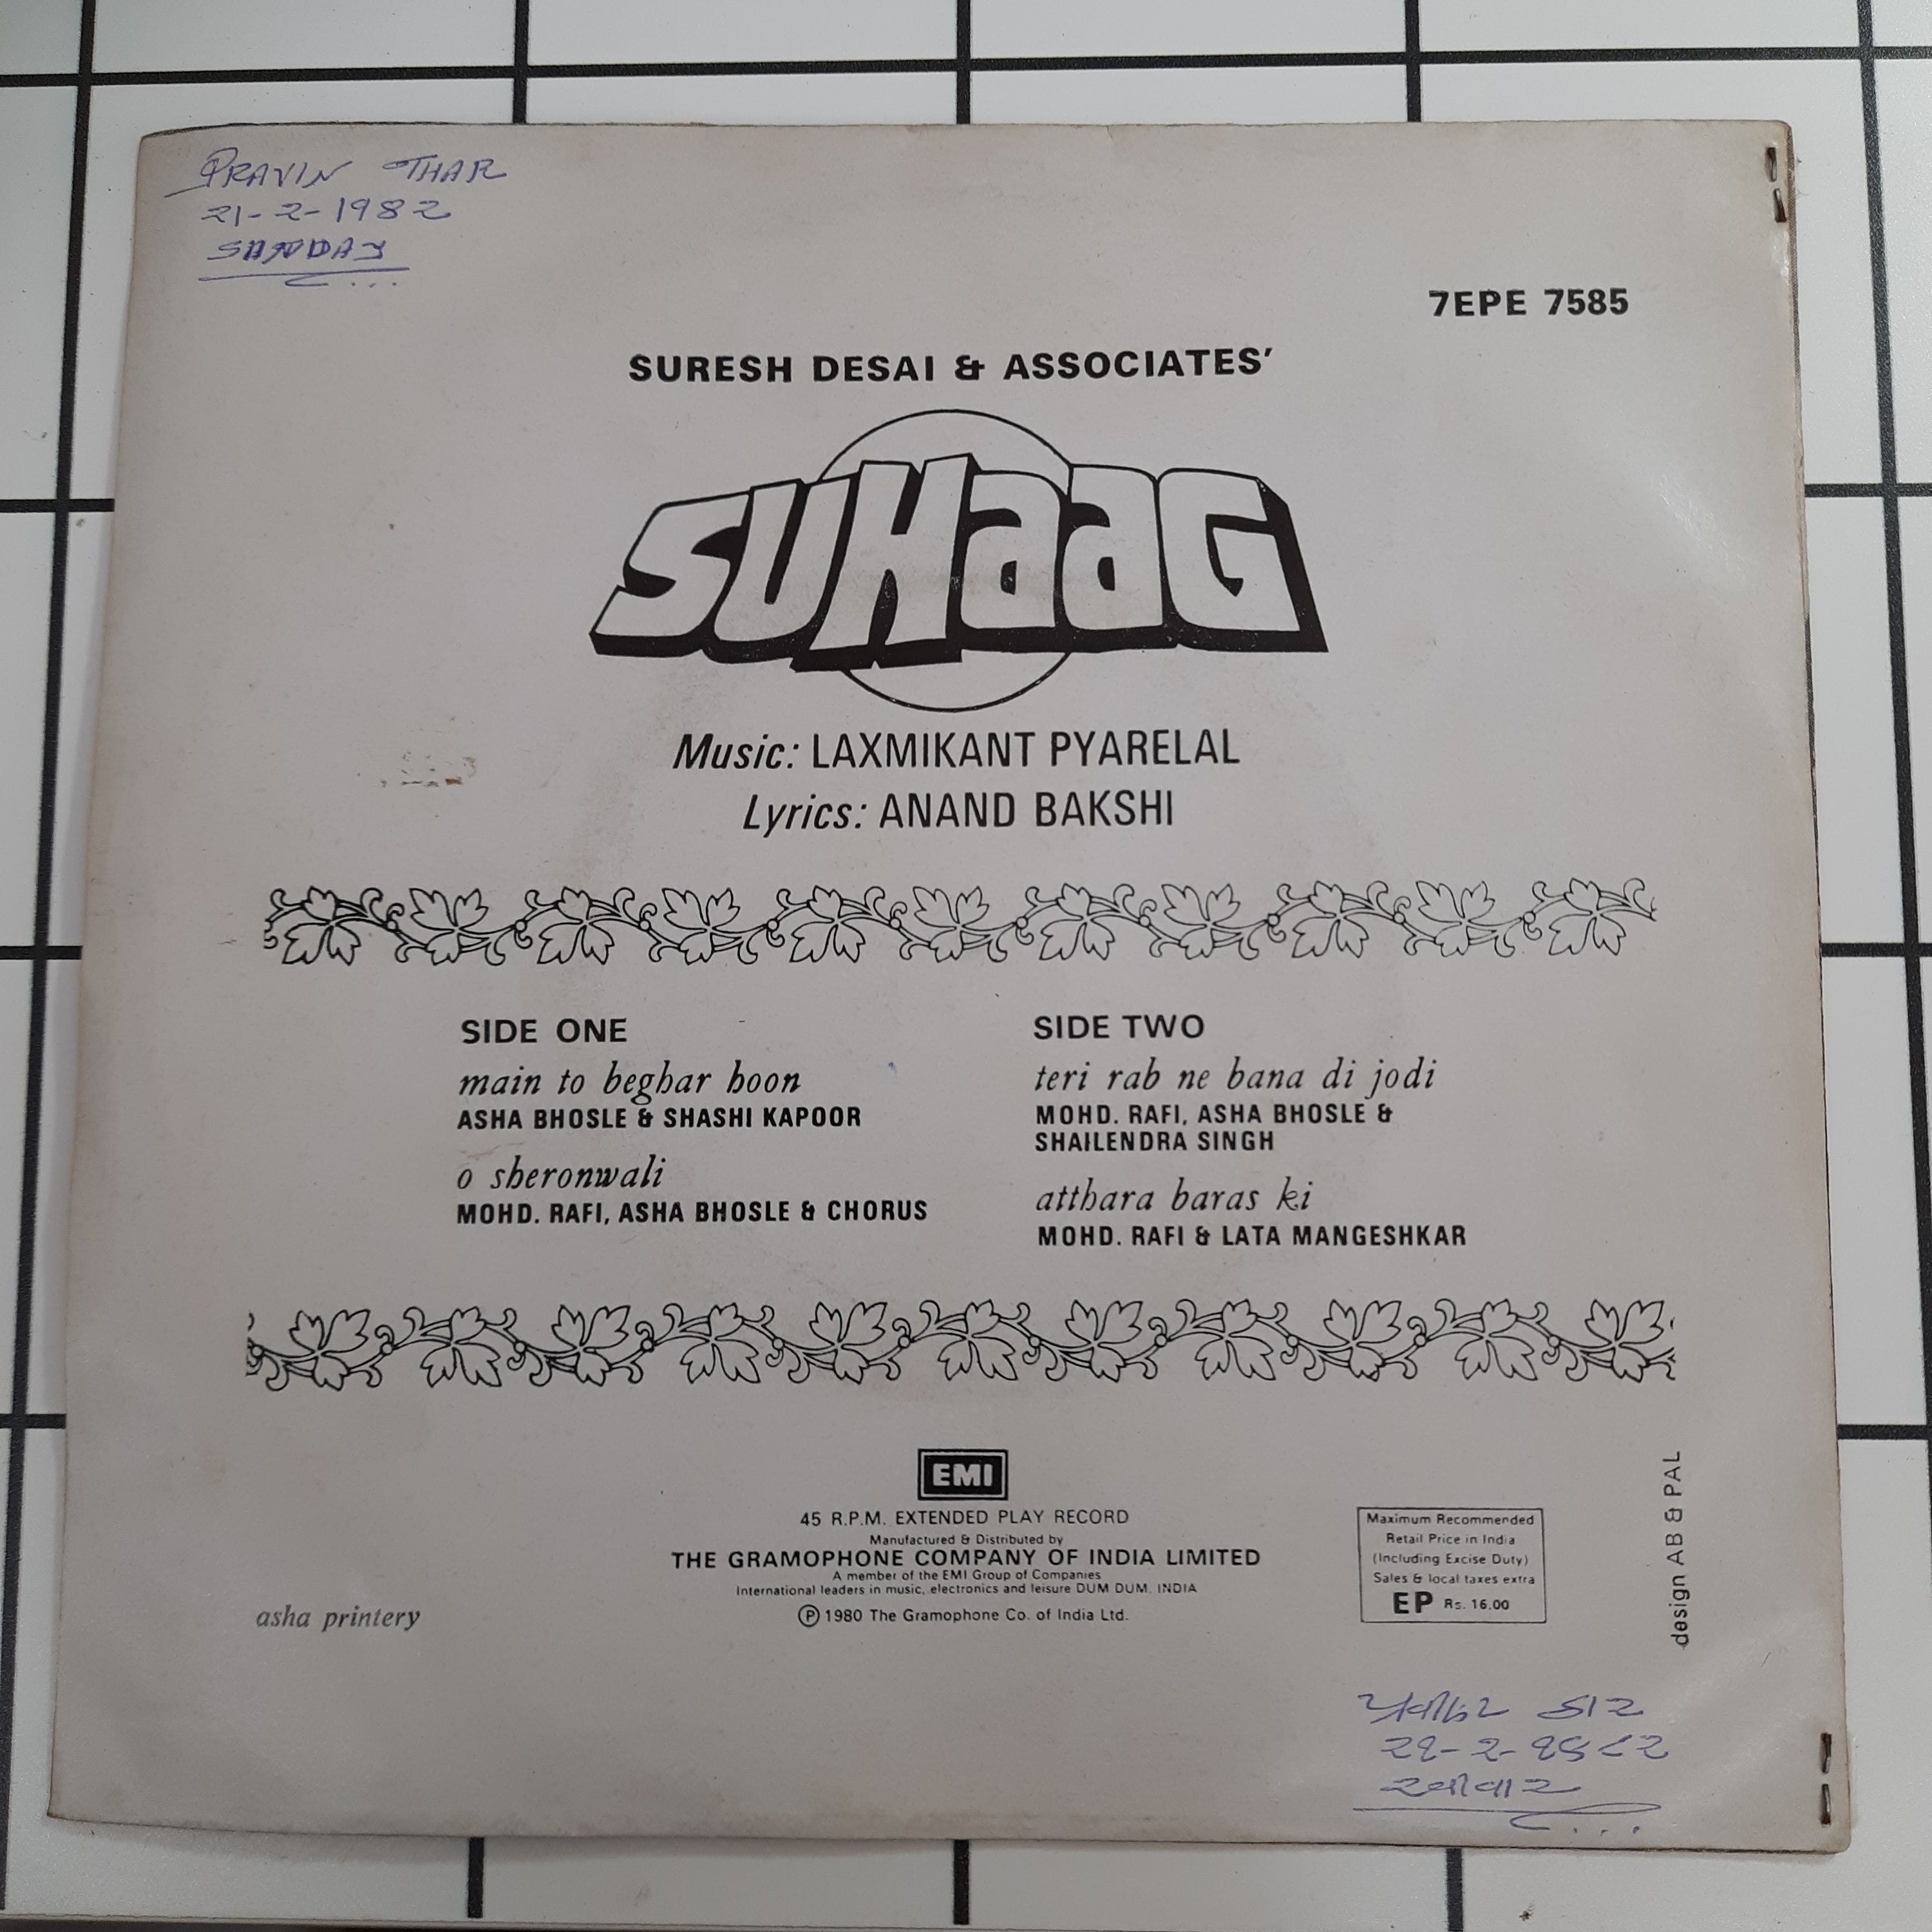 PRAVIN THAR
21-2-1982
SUNDAY
7EPE 7585
SURESH DESAI & ASSOCIATES'
SUHaaG
Music: LAXMIKANT PYARELAL
Lyrics: ANAND BAKSHI
SIDE ONE
main to beghar hoon
ASHA BHOSLE & SHASHI KAPOOR
o sheronwali
MOHD. RAFI, ASHA BHOSLE & CHORUS
SIDE TWO
teri rab ne bana di jodi
MOHD. RAFI, ASHA BHOSLE &
SHAILENDRA SINGH
atthara baras ki
MOHD. RAFI & LATA MANGESHKAR
EMI
45 R.P.M. EXTENDED PLAY RECORD
Manufactured & Distributed by
THE GRAMOPHONE COMPANY OF INDIA LIMITED
A member of the EMI Group of Companies
International leaders in music, electronics and leisure DUM DUM. INDIA
Ⓟ 1980 The Gramophone Co. of India Ltd.
asha printery
Maximum Recommended
Retail Price in India
(Including Excise Duty)
Sales & local taxes extra
EP Rs. 16.00
design AB & PAL
ઠાર
૨૧-૨-૧૯૮૨
રવીવાર